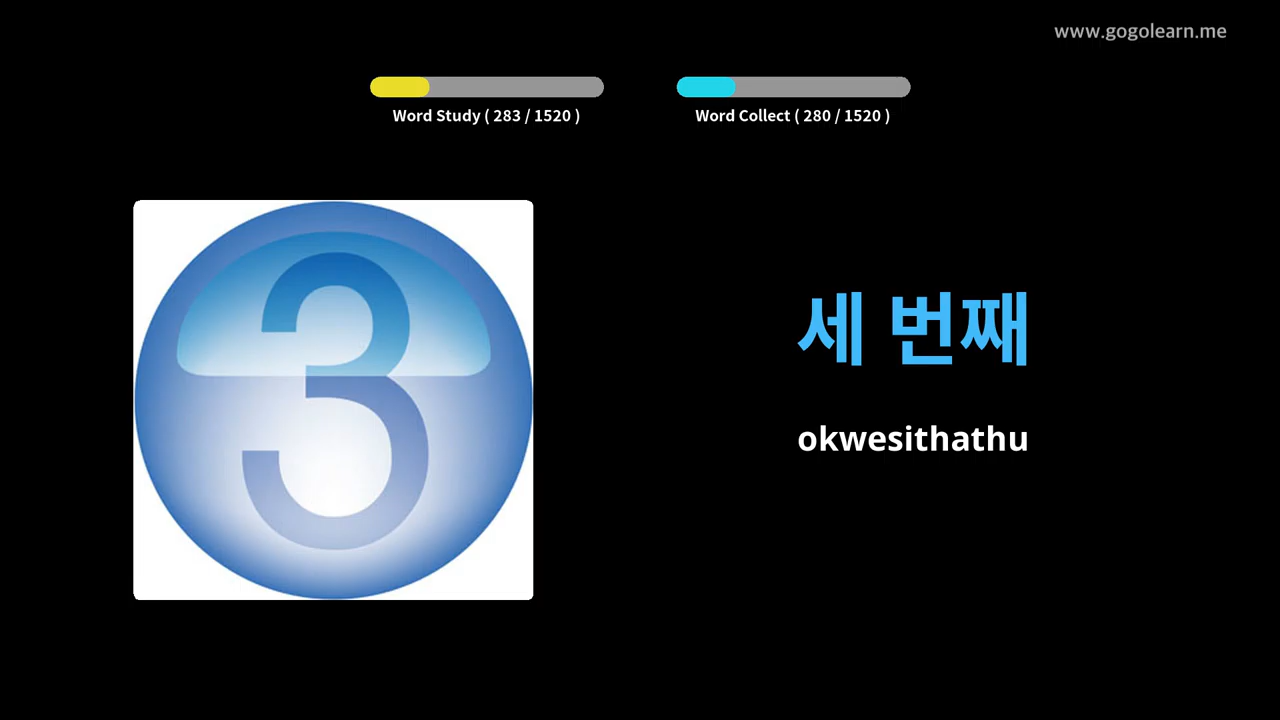 www.gogolearn.me
Word Study ( 283 / 1520 )
Word Collect ( 280 / 1520 )
3
세 번째
okwesithathu